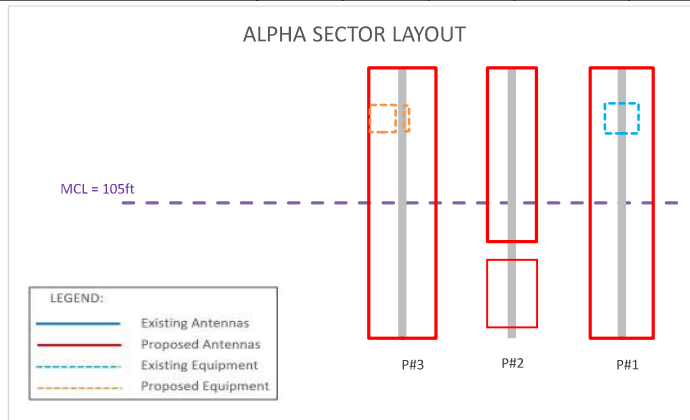 ALPHA SECTOR LAYOUT
MCL = 105ft
LEGEND:
Existing Antennas
Proposed Antennas
Existing Equipment
Proposed Equipment
P#3
P#2
P#1